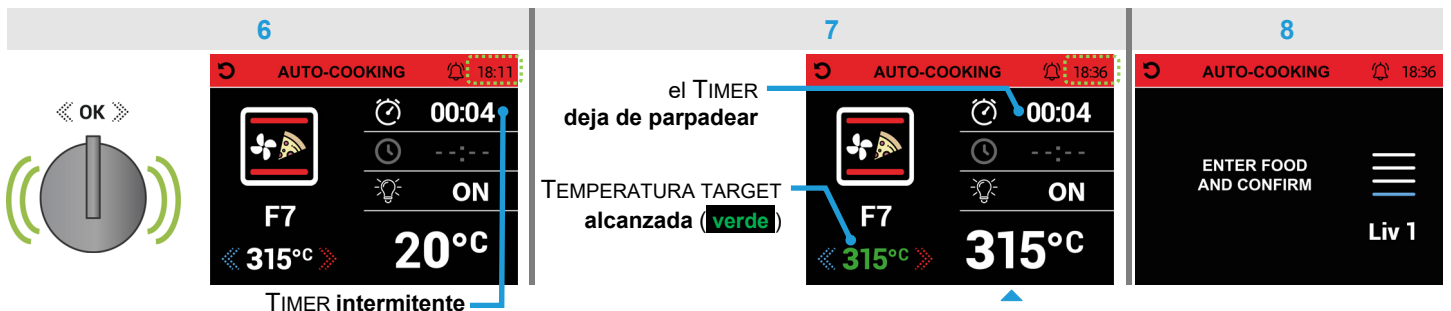 6
7
8
« OK »
AUTO-COOKING 18:11
00:04
--:--
ON
F7
« 315°C »
20°C
TIMER intermitente
el TIMER
deja de parpadear
TEMPERATURA TARGET
alcanzada (verde)
AUTO-COOKING 18:36
00:04
--:--
ON
F7
« 315°C »
315°C
AUTO-COOKING 18:36
ENTER FOOD
AND CONFIRM
Liv 1